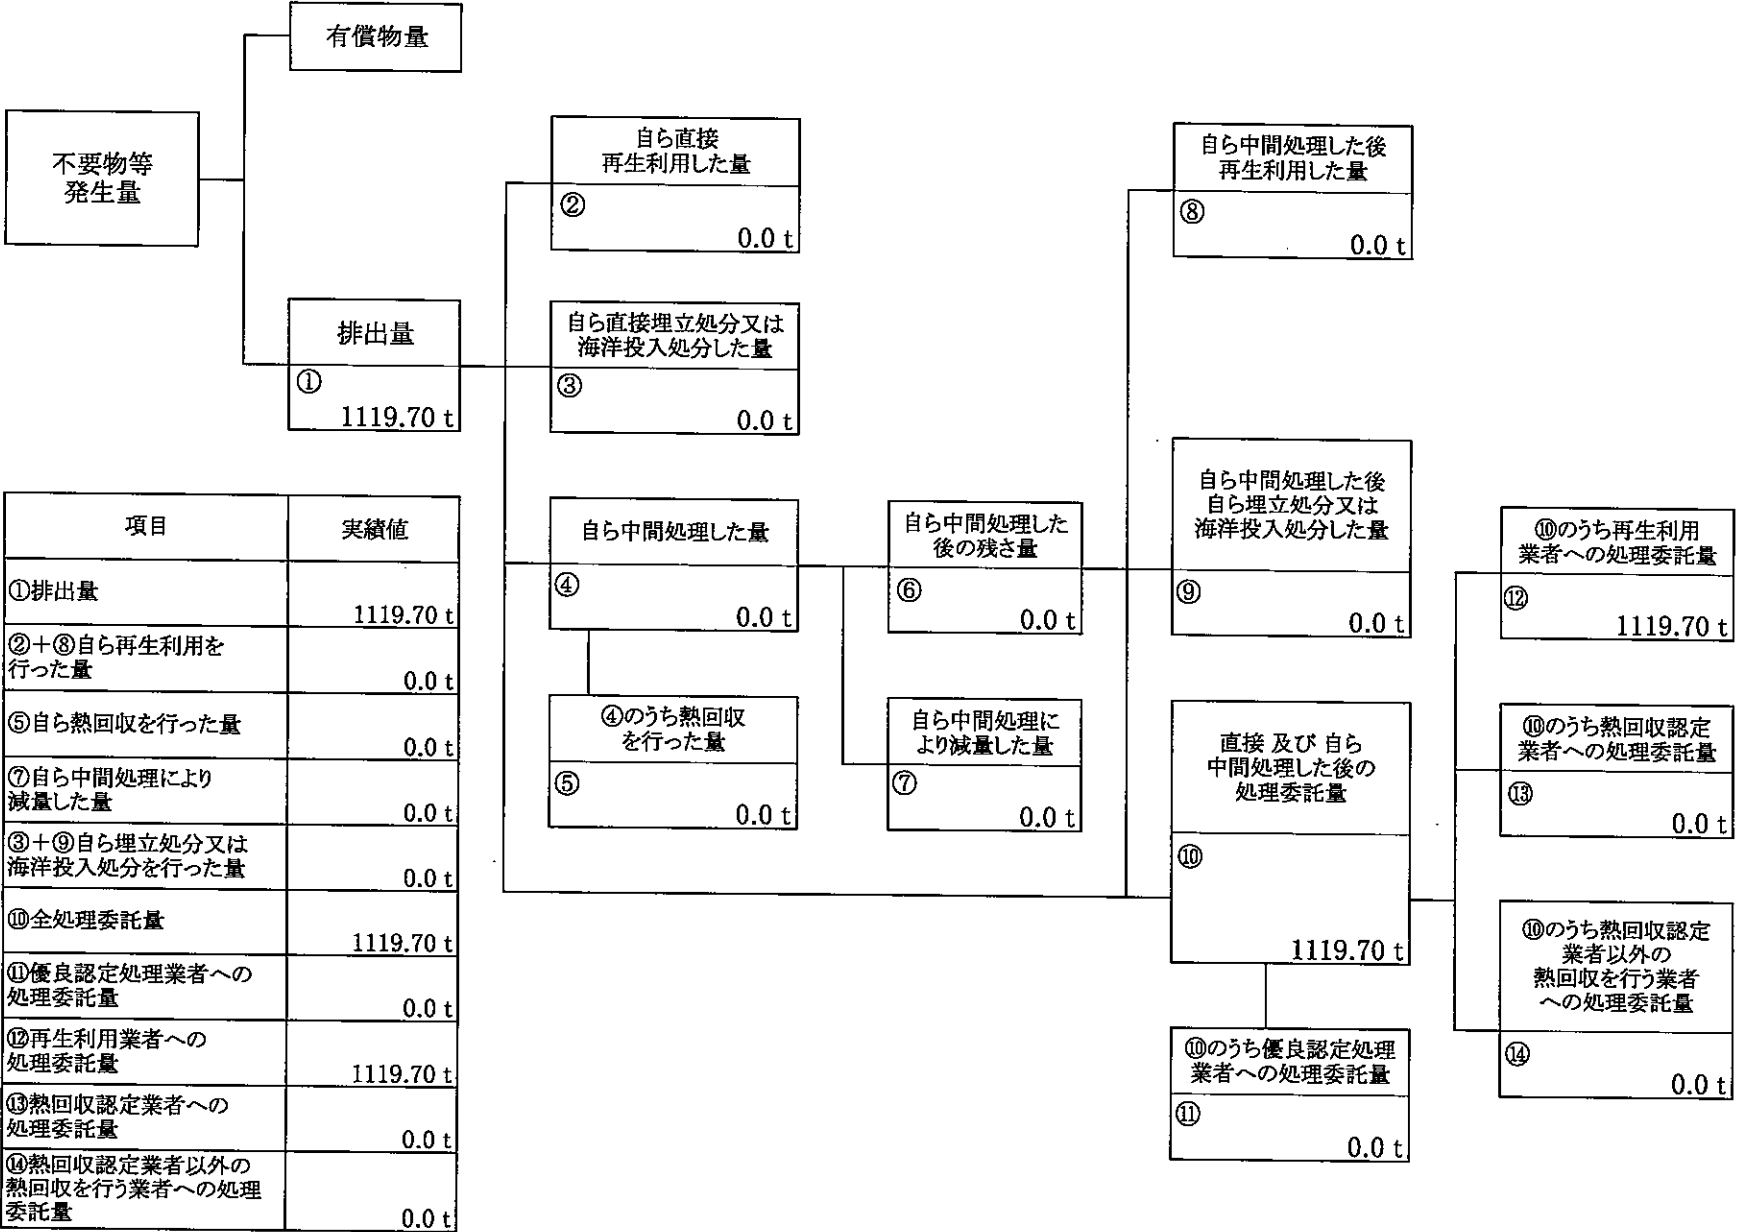 有償物量
不要物等
発生量
排出量
①
1119.70 t
自ら直接
再生利用した量
②
0.0 t
自ら直接埋立処分又は
海洋投入処分した量
③
0.0 t
自ら中間処理した量
④
0.0 t
④のうち熱回収
を行った量
⑤
0.0 t
自ら中間処理した
後の残さ量
⑥
0.0 t
自ら中間処理に
より減量した量
⑦
0.0 t
自ら中間処理した後
再生利用した量
⑧
0.0 t
自ら中間処理した後
自ら埋立処分又は
海洋投入処分した量
⑨
0.0 t
直接 及び 自ら
中間処理した後の
処理委託量
⑩
1119.70 t
⑩のうち優良認定処理
業者への処理委託量
⑪
0.0 t
⑩のうち再生利用
業者への処理委託量
⑫
1119.70 t
⑩のうち熱回収認定
業者への処理委託量
⑬
0.0 t
⑩のうち熱回収認定
業者以外の
熱回収を行う業者
への処理委託量
⑭
0.0 t
項目 実績値
①排出量
1119.70 t
②+⑧自ら再生利用を
行った量
0.0 t
⑤自ら熱回収を行った量
0.0 t
⑦自ら中間処理により
減量した量
0.0 t
③+⑨自ら埋立処分又は
海洋投入処分を行った量
0.0 t
⑩全処理委託量
1119.70 t
⑪優良認定処理業者への
処理委託量
0.0 t
⑫再生利用業者への
処理委託量
1119.70 t
⑬熱回収認定業者への
処理委託量
0.0 t
⑭熱回収認定業者以外の
熱回収を行う業者への処理
委託量
0.0 t